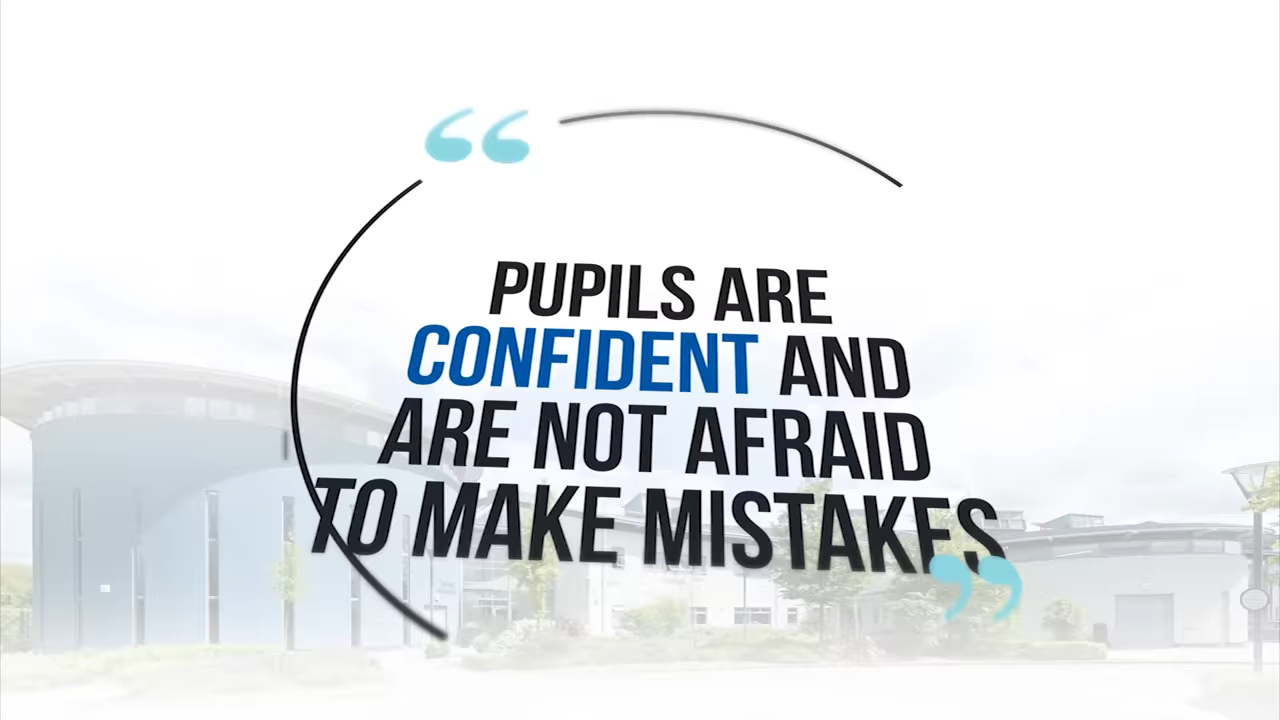 “
PUPILS ARE
CONFIDENT AND
ARE NOT AFRAID
TO MAKE MISTAKES
”